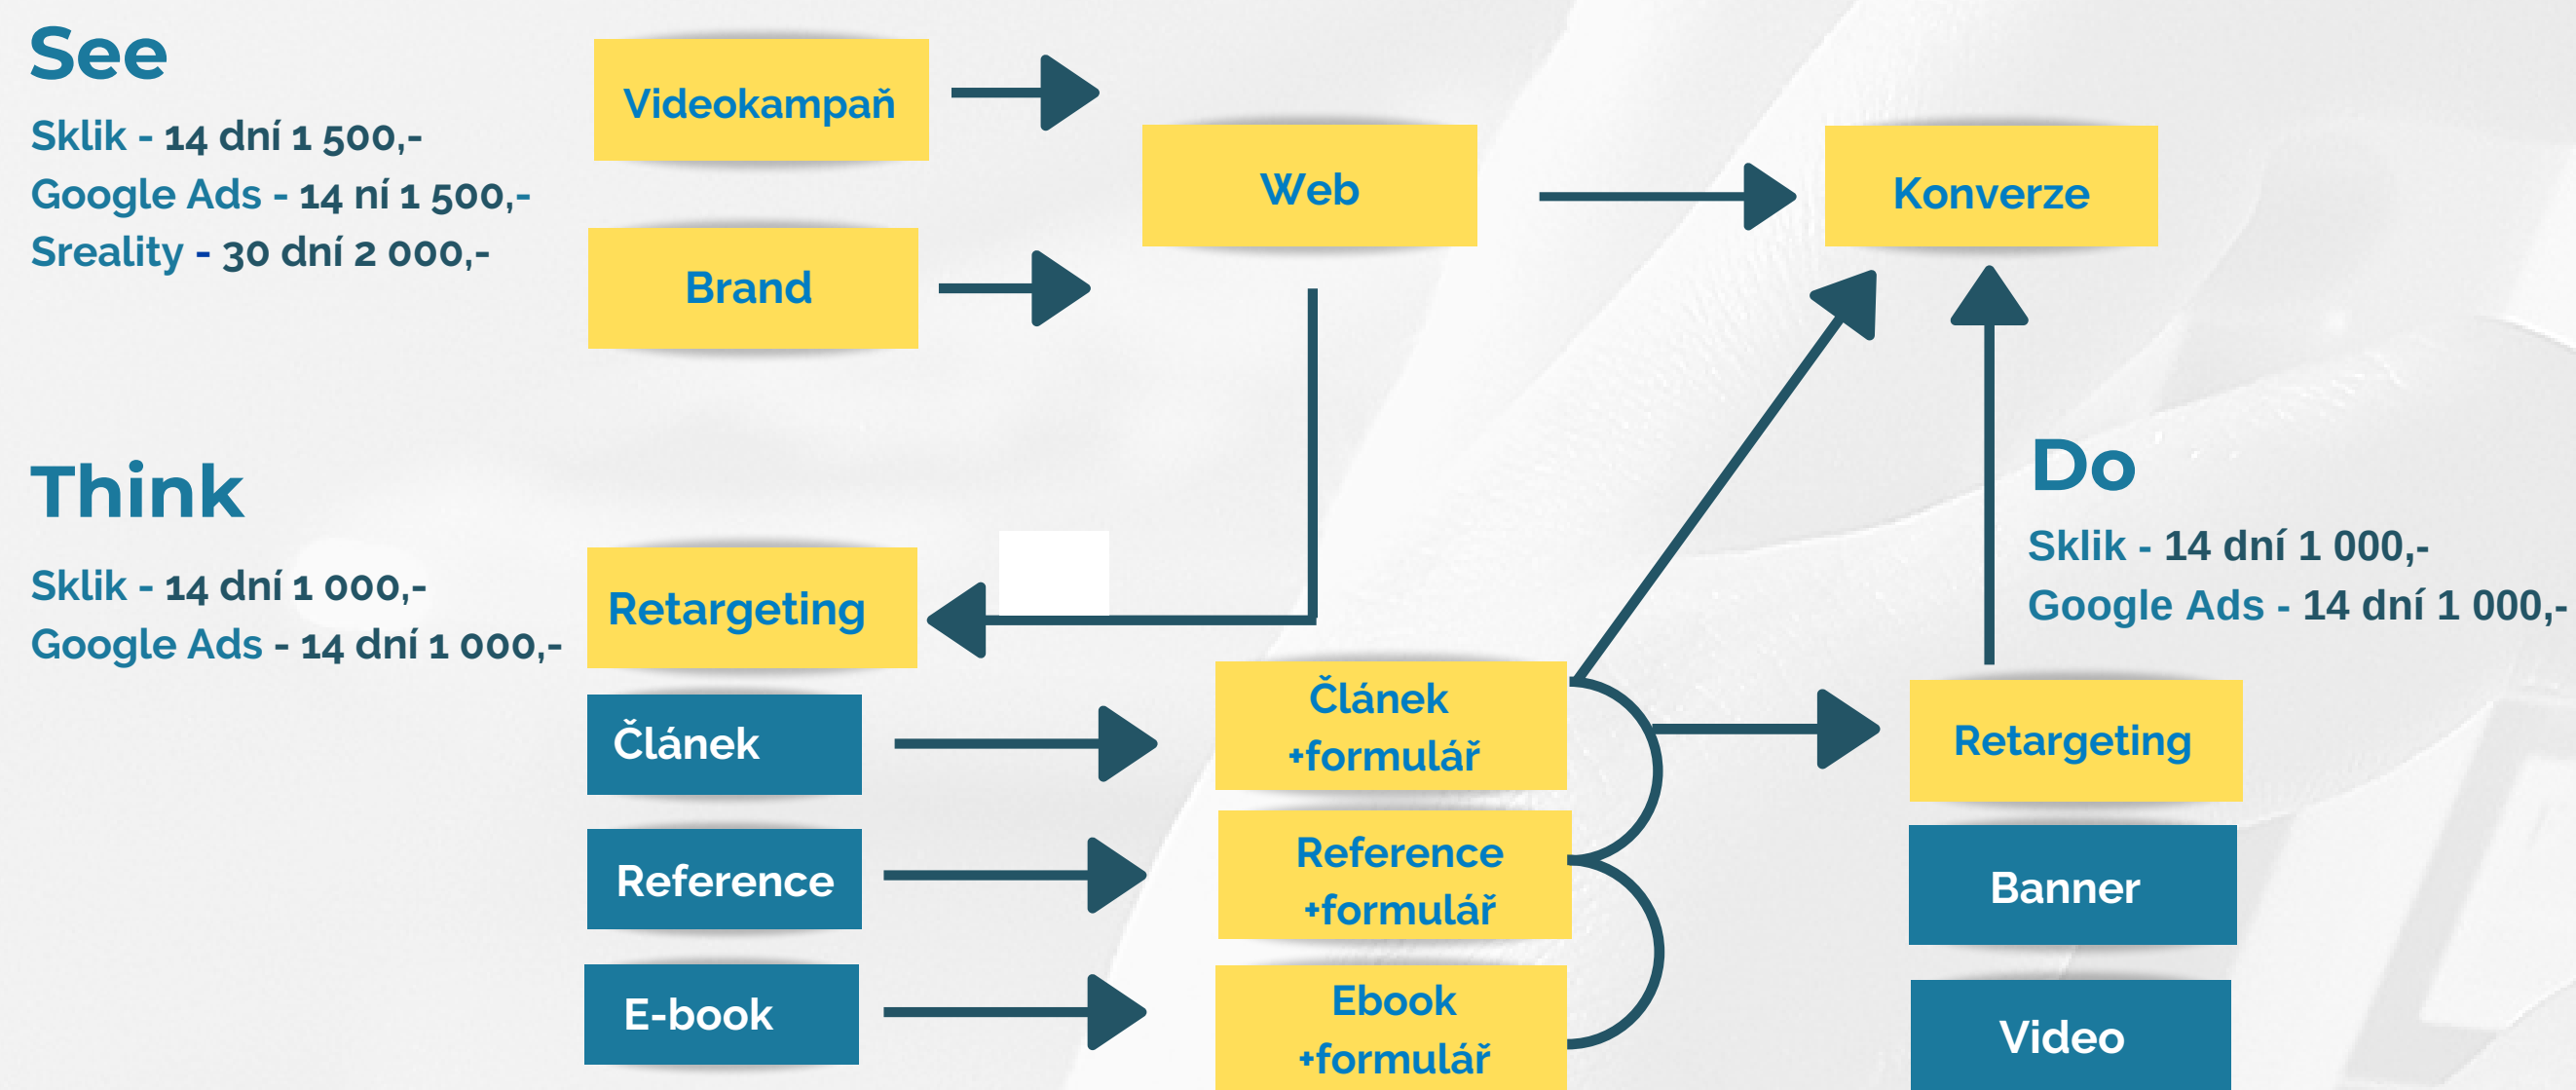 See
Sklik - 14 dní 1 500,-
Google Ads - 14 ní 1 500,-
Sreality - 30 dní 2 000,-
Videokampaň
Brand
Web
Konverze
Think
Sklik - 14 dní 1 000,-
Google Ads - 14 dní 1 000,-
Retargeting
Článek
Reference
E-book
Článek
+formulář
Reference
+formulář
Ebook
+formulář
Do
Sklik - 14 dní 1 000,-
Google Ads - 14 dní 1 000,-
Retargeting
Banner
Video